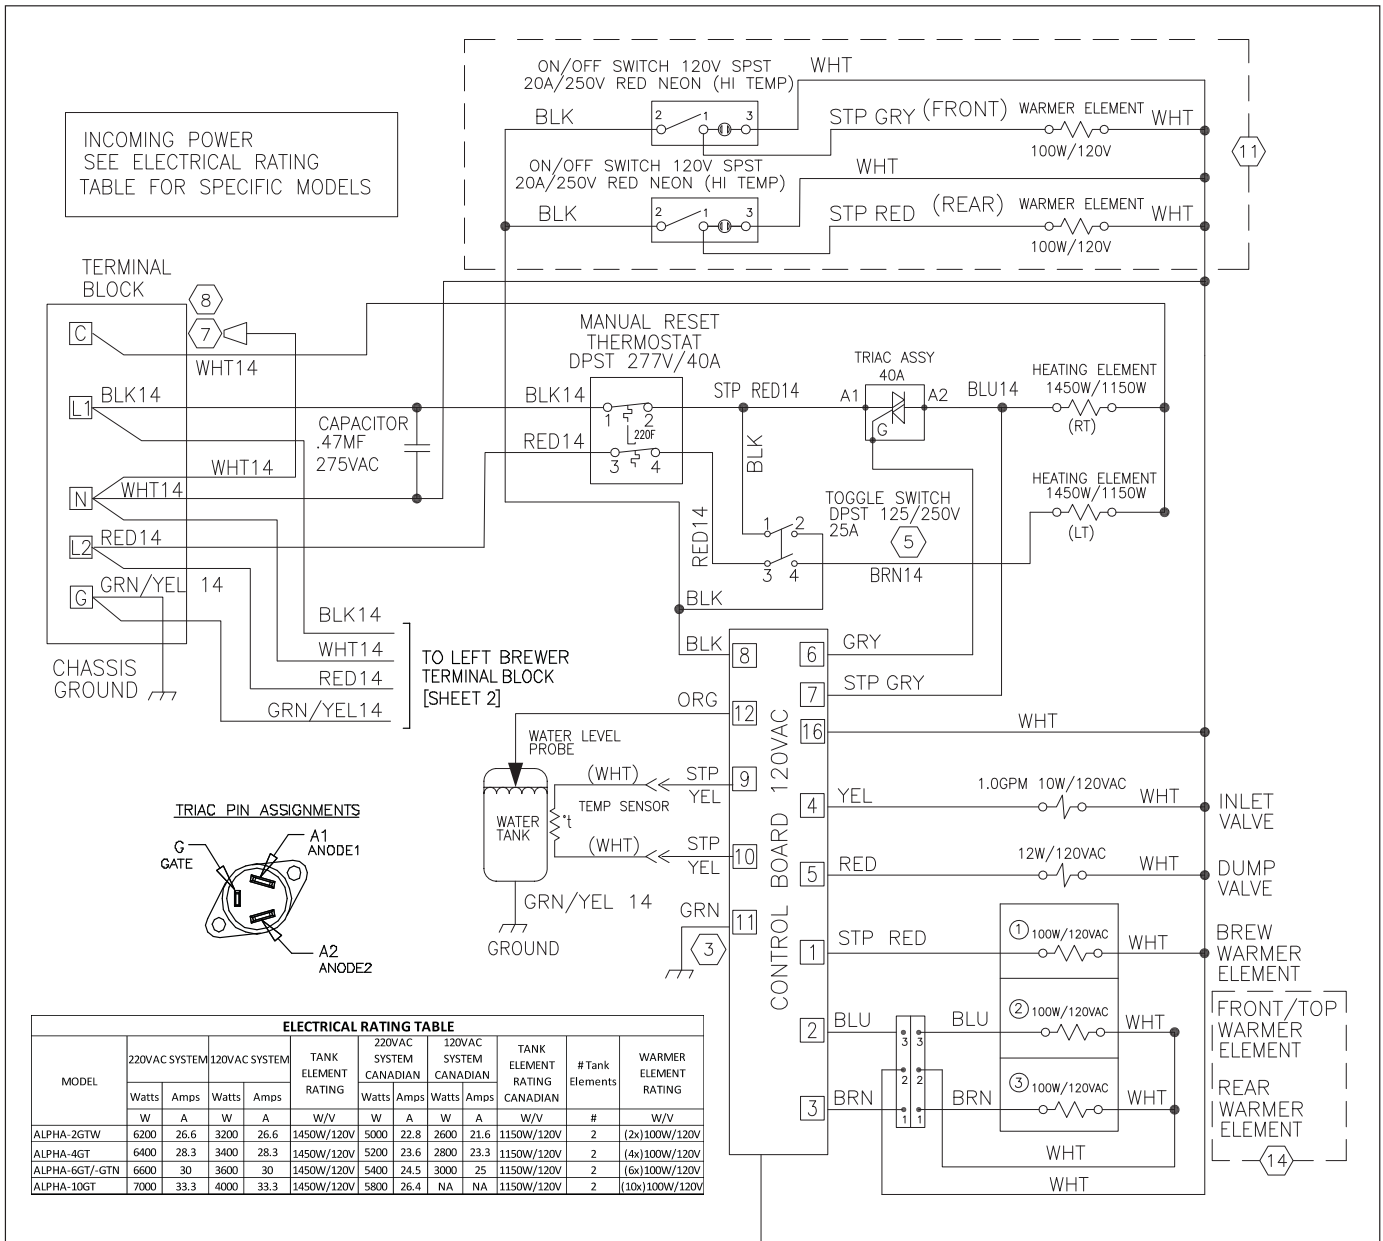 ON/OFF SWITCH 120V SPST
20A/250V RED NEON (HI TEMP)
WHT
BLK
2
1
3
STP GRY
(FRONT)
WARMER ELEMENT
WHT
100W/120V
11
ON/OFF SWITCH 120V SPST
20A/250V RED NEON (HI TEMP)
WHT
BLK
2
1
3
STP RED
(REAR)
WARMER ELEMENT
WHT
100W/120V
INCOMING POWER
SEE ELECTRICAL RATING
TABLE FOR SPECIFIC MODELS
TERMINAL
BLOCK
8
7
C
WHT14
L1
BLK14
CAPACITOR
.47MF
275VAC
WHT14
N
WHT14
L2
RED14
G
GRN/YEL 14
CHASSIS
GROUND
BLK14
WHT14
RED14
GRN/YEL14
TO LEFT BREWER
TERMINAL BLOCK
[SHEET 2]
MANUAL RESET
THERMOSTAT
DPST 277V/40A
BLK14
1
2
220F
RED14
3
4
STP RED14
BLK
RED14
TRIAC ASSY
40A
A1
A2
G
BLU14
HEATING ELEMENT
1450W/1150W
(RT)
HEATING ELEMENT
1450W/1150W
(LT)
TOGGLE SWITCH
DPST 125/250V
25A
5
1
2
3
4
BRN14
BLK
BLK
8
6
GRY
7
STP GRY
ORG
12
16
WHT
CONTROL BOARD 120VAC
WATER LEVEL
PROBE
WATER
TANK
(WHT)
STP
YEL
9
TEMP SENSOR
°t
(WHT)
STP
YEL
10
GRN/YEL 14
GROUND
GRN
11
3
4
YEL
1.0GPM 10W/120VAC
WHT
INLET
VALVE
5
RED
12W/120VAC
WHT
DUMP
VALVE
1
STP RED
1
100W/120VAC
WHT
BREW
WARMER
ELEMENT
2
BLU
3
3
BLU
2
100W/120VAC
WHT
FRONT/TOP
WARMER
ELEMENT
2
2
3
BRN
1
1
BRN
3
100W/120VAC
WHT
REAR
WARMER
ELEMENT
14
WHT
WHT
TRIAC PIN ASSIGNMENTS
G
GATE
A1
ANODE1
A2
ANODE2
ELECTRICAL RATING TABLE
MODEL
220VAC SYSTEM
120VAC SYSTEM
TANK
ELEMENT
RATING
220VAC
SYSTEM
CANADIAN
120VAC
SYSTEM
CANADIAN
TANK
ELEMENT
RATING
CANADIAN
# Tank
Elements
WARMER
ELEMENT
RATING
Watts Amps Watts Amps Watts Amps Watts Amps
W A W A W/V W A W A W/V # W/V
ALPHA-2GTW 6200 26.6 3200 26.6 1450W/120V 5000 22.8 2600 21.6 1150W/120V 2 (2x)100W/120V
ALPHA-4GT 6400 28.3 3400 28.3 1450W/120V 5200 23.6 2800 23.3 1150W/120V 2 (4x)100W/120V
ALPHA-6GT/-GTN 6600 30 3600 30 1450W/120V 5400 24.5 3000 25 1150W/120V 2 (6x)100W/120V
ALPHA-10GT 7000 33.3 4000 33.3 1450W/120V 5800 26.4 NA NA 1150W/120V 2 (10x)100W/120V